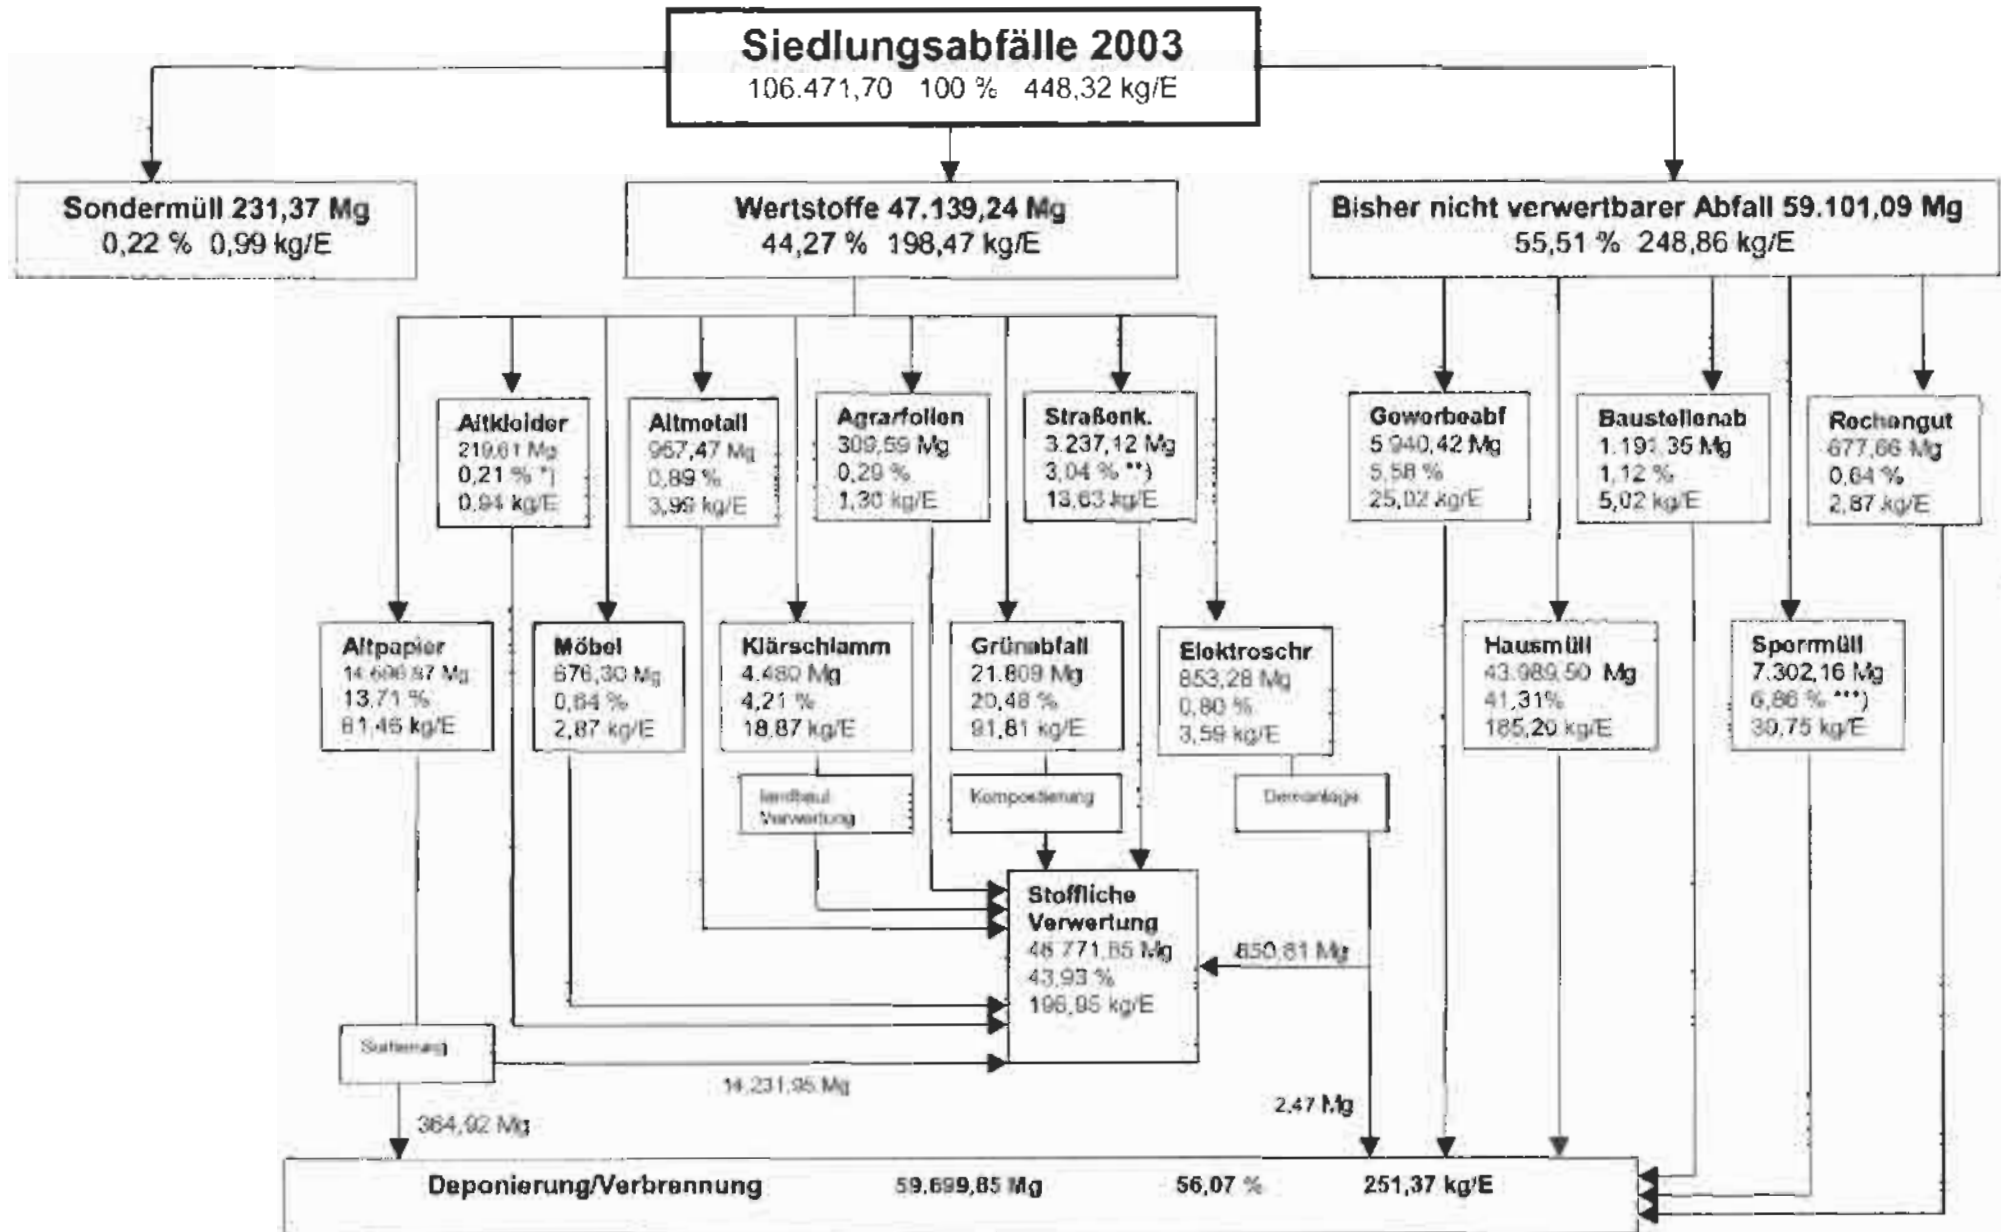 Siedlungsabfälle 2003
106.471,70 100 % 448,32 kg/E
Sondermüll 231,37 Mg
0,22 % 0,99 kg/E
Wertstoffe 47.139,24 Mg
44,27 % 198,47 kg/E
Bisher nicht verwertbarer Abfall 59.101,09 Mg
55,51 % 248,86 kg/E
Altkleider
219,61 Mg
0,21 % *)
0,94 kg/E
Altmetall
957,47 Mg
0,89 %
3,99 kg/E
Agrarfolien
309,59 Mg
0,29 %
1,30 kg/E
Straßenk.
3.237,12 Mg
3,04 % **)
13,63 kg/E
Gewerbeabf
5.940,42 Mg
5,58 %
25,02 kg/E
Baustellenab
1.191,35 Mg
1,12 %
5,02 kg/E
Rechengut
677,66 Mg
0,64 %
2,87 kg/E
Altpapier
Mg
13,71 %
61,46 kg/E
Möbel
676,30 Mg
0,64 %
2,87 kg/E
Klärschlamm
4.480 Mg
4,21 %
18,87 kg/E
Grünabfall
21.809 Mg
20,48 %
91,81 kg/E
Elektroschr
853,28 Mg
0,80 %
3,59 kg/E
Hausmüll
43.989,50 Mg
41,31%
185,20 kg/E
Sperrmüll
7.302,16 Mg
6,86 % ***)
30,75 kg/E
Verwertung
Kompostierung
Stoffliche
Verwertung
46.771,85 Mg
43,93 %
196,95 kg/E
850,81 Mg
Sortierung
14.231,95 Mg
2,47 Mg
364,92 Mg
Deponierung/Verbrennung 59.699,85 Mg 56,07 % 251,37 kg/E